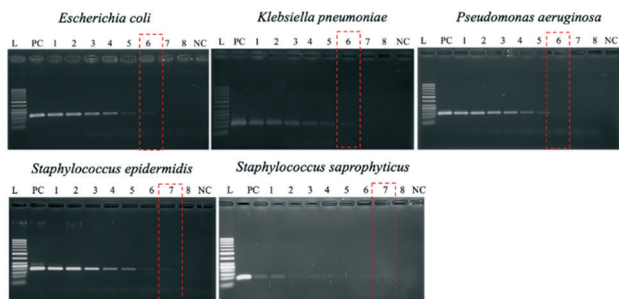 Escherichia coli
L PC 1 2 3 4 5 6 7 8 NC
Klebsiella pneumoniae
L PC 1 2 3 4 5 6 7 8 NC
Pseudomonas aeruginosa
L PC 1 2 3 4 5 6 7 8 NC
Staphylococcus epidermidis
L PC 1 2 3 4 5 6 7 8 NC
Staphylococcus saprophyticus
L PC 1 2 3 4 5 6 7 8 NC